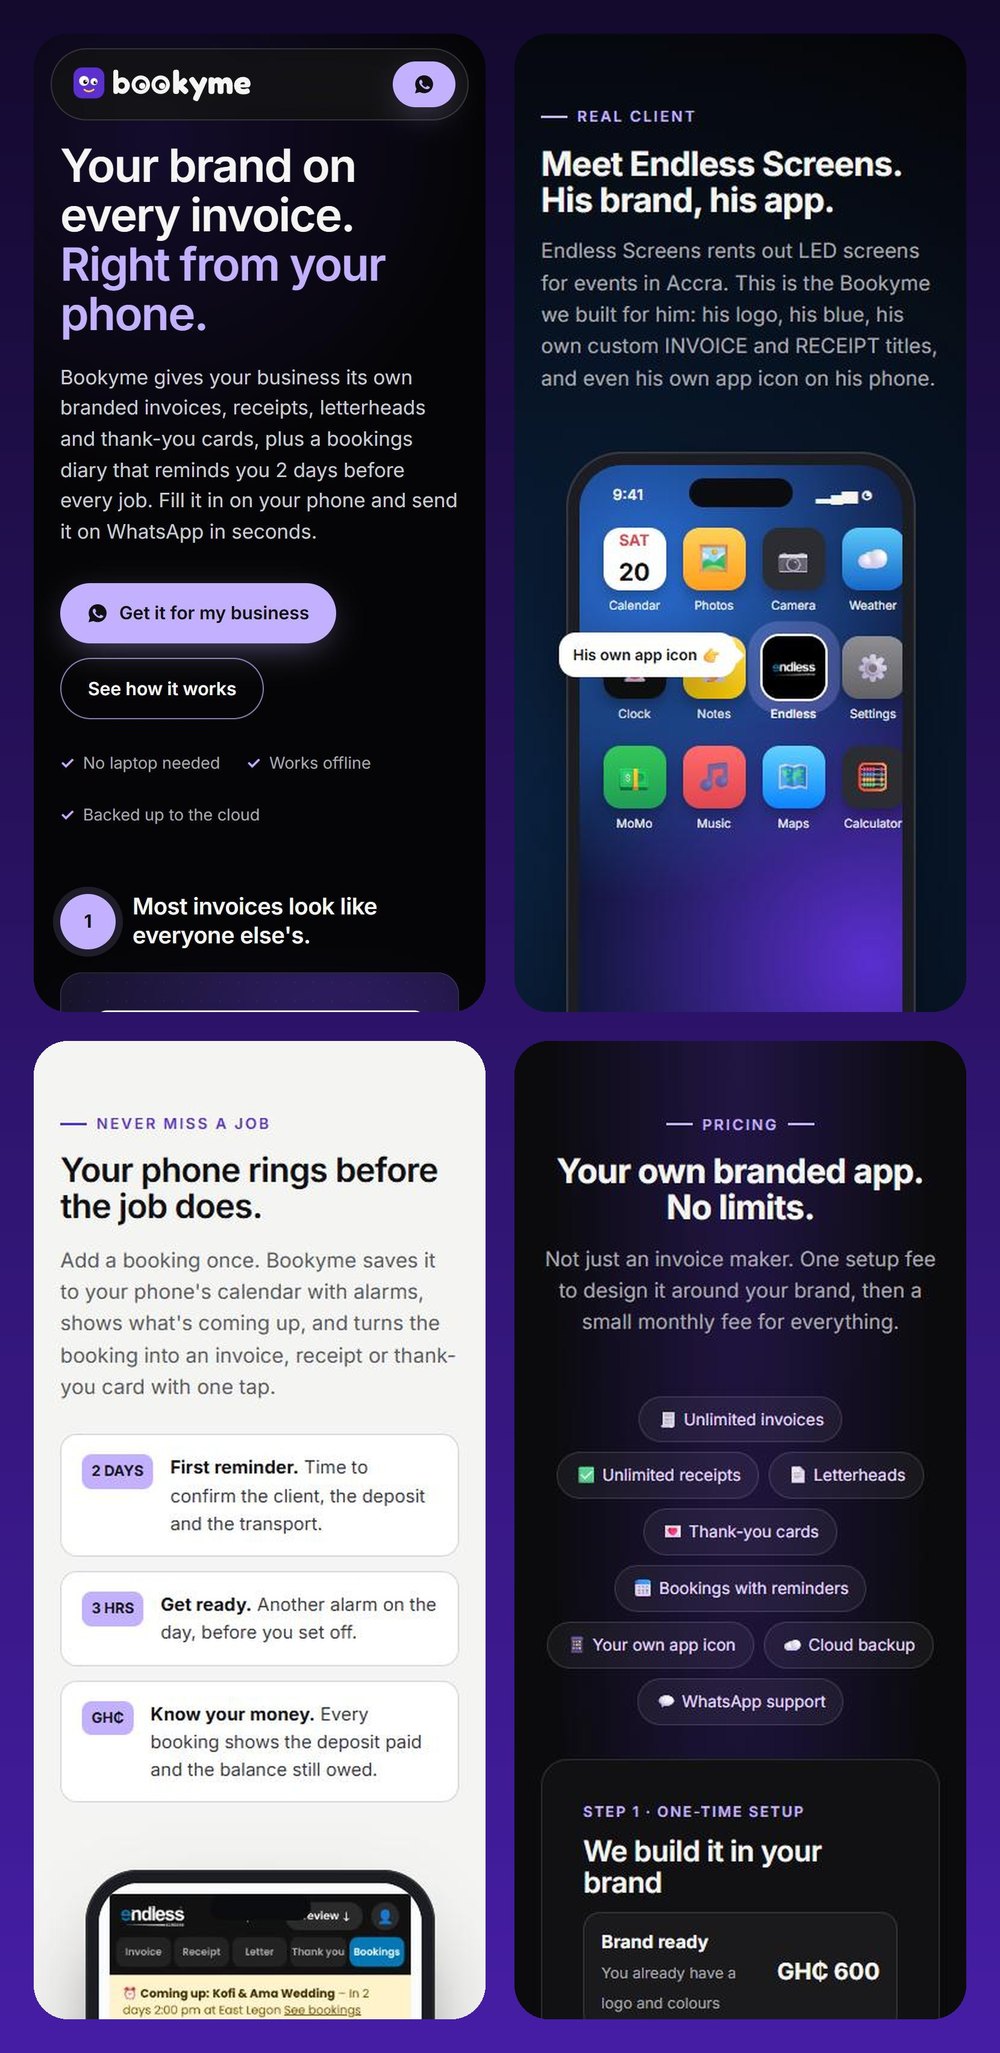 bookyme
Your brand on
every invoice.
Right from your
phone.
Bookyme gives your business its own
branded invoices, receipts, letterheads
and thank-you cards, plus a bookings
diary that reminds you 2 days before
every job. Fill it in on your phone and send
it on WhatsApp in seconds.
Get it for my business
See how it works
No laptop needed
Works offline
Backed up to the cloud
1
Most invoices look like
everyone else's.
REAL CLIENT
Meet Endless Screens.
His brand, his app.
Endless Screens rents out LED screens
for events in Accra. This is the Bookyme
we built for him: his logo, his blue, his
own custom INVOICE and RECEIPT titles,
and even his own app icon on his phone.
9:41
SAT
20
Calendar
Photos
Camera
Weather
His own app icon 👉
endless
Clock
Notes
Endless
Settings
MoMo
Music
Maps
Calculator
NEVER MISS A JOB
Your phone rings before
the job does.
Add a booking once. Bookyme saves it
to your phone's calendar with alarms,
shows what's coming up, and turns the
booking into an invoice, receipt or thank-
you card with one tap.
2 DAYS
First reminder. Time to
confirm the client, the deposit
and the transport.
3 HRS
Get ready. Another alarm on the
day, before you set off.
GH₵
Know your money. Every
booking shows the deposit paid
and the balance still owed.
endless
eview ↓
Invoice
Receipt
Letter
Thank you
Bookings
⏰ Coming up: Kofi & Ama Wedding – In 2
days 2:00 pm at East Legon See bookings
PRICING
Your own branded app.
No limits.
Not just an invoice maker. One setup fee
to design it around your brand, then a
small monthly fee for everything.
Unlimited invoices
Unlimited receipts
Letterheads
Thank-you cards
Bookings with reminders
Your own app icon
Cloud backup
WhatsApp support
STEP 1 · ONE-TIME SETUP
We build it in your
brand
Brand ready
You already have a
logo and colours
GH₵ 600